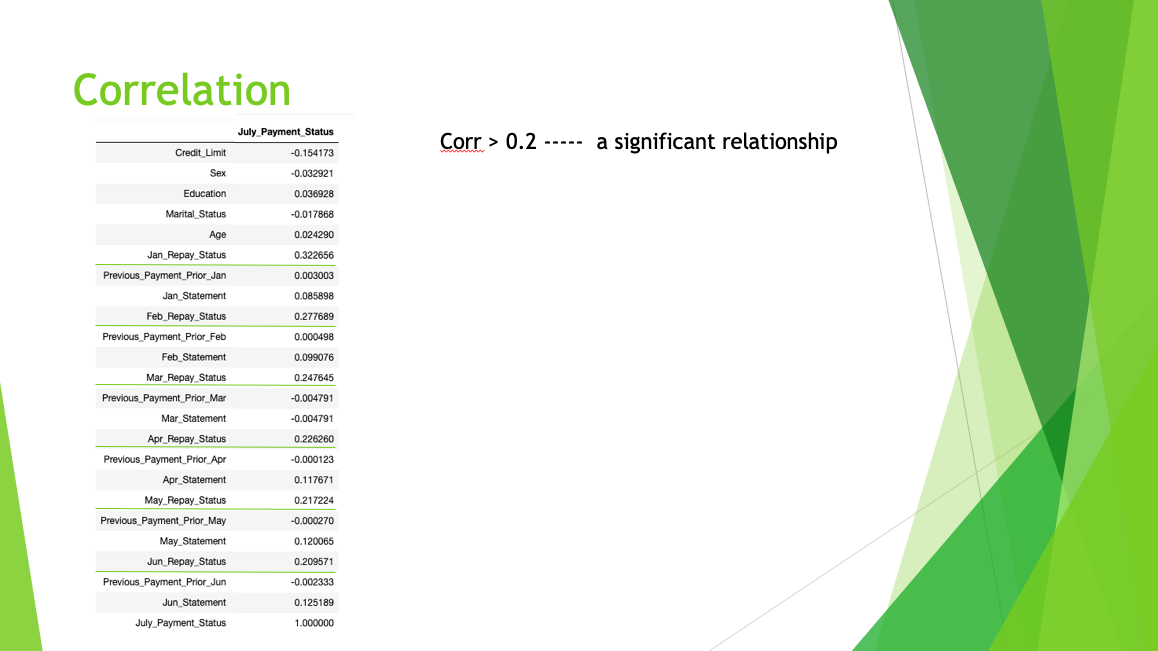 Correlation
July_Payment_Status
Credit_Limit -0.154173
Sex -0.032921
Education 0.036928
Marital_Status -0.017868
Age 0.024290
Jan_Repay_Status 0.322656
Previous_Payment_Prior_Jan 0.003003
Jan_Statement 0.085898
Feb_Repay_Status 0.277689
Previous_Payment_Prior_Feb 0.000498
Feb_Statement 0.099076
Mar_Repay_Status 0.247645
Previous_Payment_Prior_Mar -0.004791
Mar_Statement -0.004791
Apr_Repay_Status 0.226260
Previous_Payment_Prior_Apr -0.000123
Apr_Statement 0.117671
May_Repay_Status 0.217224
Previous_Payment_Prior_May -0.000270
May_Statement 0.120065
Jun_Repay_Status 0.209571
Previous_Payment_Prior_Jun -0.002333
Jun_Statement 0.125189
July_Payment_Status 1.000000
Corr > 0.2 ----- a significant relationship